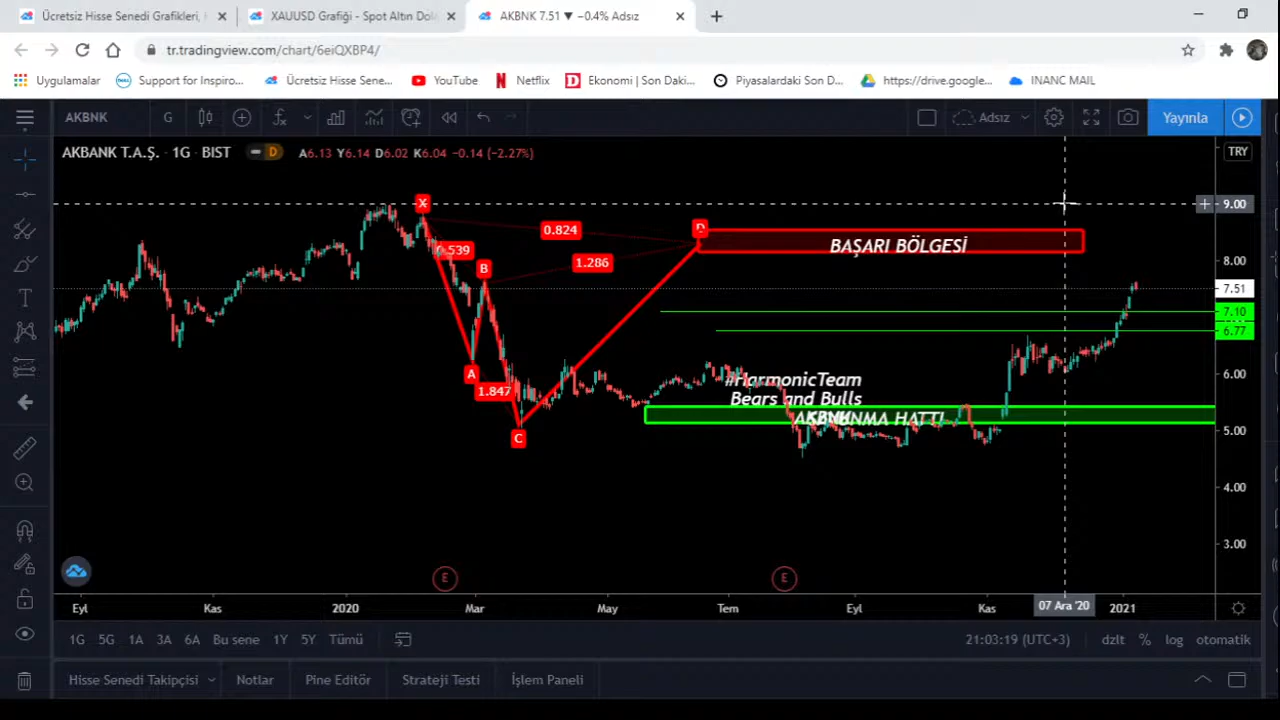 Ücretsiz Hisse Senedi Grafikleri,
XAUUSD Grafiği - Spot Altın Dola
AKBNK 7.51 ▼ −0.4% Adsız
tr.tradingview.com/chart/6eiQXBP4/
Uygulamalar
Support for Inspiro...
Ücretsiz Hisse Sene...
YouTube
Netflix
Ekonomi | Son Daki...
Piyasalardaki Son D...
https://drive.google...
INANC MAIL
AKBNK
G
Adsız
Yayınla
AKBANK T.A.Ş. · 1G · BIST
D
A6.13 Y6.14 D6.02 K6.04 −0.14 (−2.27%)
TRY
X
9.00
0.824
D
0.539
BAŞARI BÖLGESİ
B
1.286
8.00
7.51
7.10
6.77
A
6.00
#HarmonicTeam
1.847
Bears and Bulls
AKBNK
SAVUNMA HATTI
C
5.00
4.00
3.00
E
E
Eyl
Kas
2020
Mar
May
Tem
Eyl
Kas
07 Ara '20
2021
1G
5G
1A
3A
6A
Bu sene
1Y
5Y
Tümü
21:03:19 (UTC+3)
dzlt
%
log
otomatik
Hisse Senedi Takipçisi
Notlar
Pine Editör
Strateji Testi
İşlem Paneli